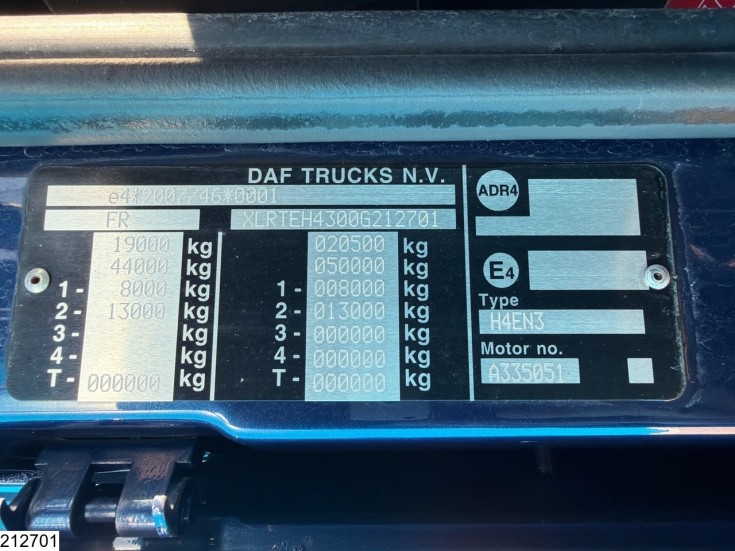 DAF TRUCKS N.V.
e4*2007/46*0001
FR XLRTEH4300G212701
19000 kg 020500 kg
44000 kg 050000 kg
1- 8000 kg 1- 008000 kg
2- 13000 kg 2- 013000 kg
3- kg 3- 000000 kg
4- kg 4- 000000 kg
T- 000000 kg T- 000000 kg
ADR4
E4
Type
H4EN3
Motor no.
A335051
212701